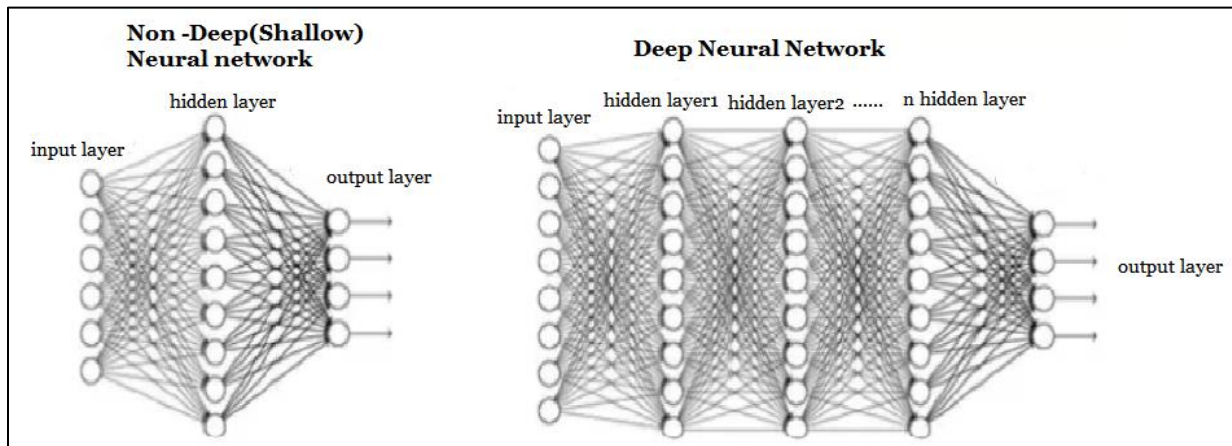 Non -Deep(Shallow)
Neural network
hidden layer
input layer
output layer
Deep Neural Network
hidden layer1 hidden layer2 ...... n hidden layer
input layer
output layer